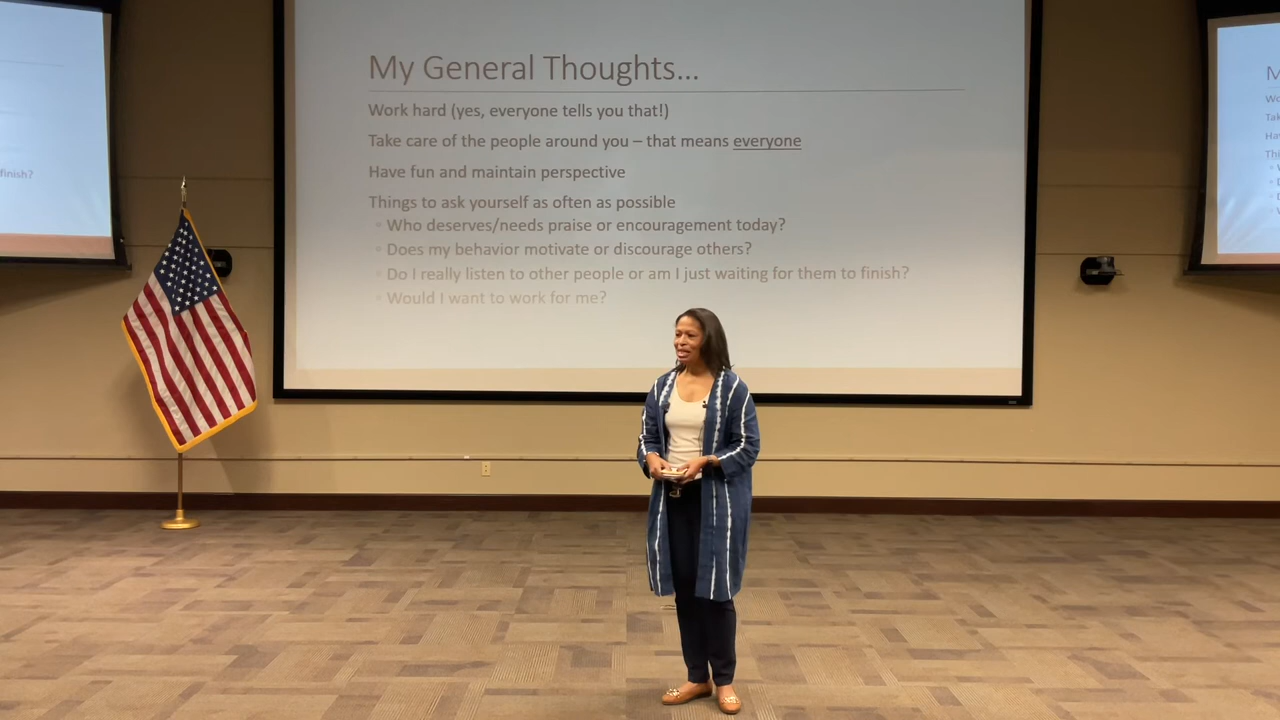 My General Thoughts...
Work hard (yes, everyone tells you that!)
Take care of the people around you – that means everyone
Have fun and maintain perspective
Things to ask yourself as often as possible
Who deserves/needs praise or encouragement today?
Does my behavior motivate or discourage others?
Do I really listen to other people or am I just waiting for them to finish?
Would I want to work for me?
finish?